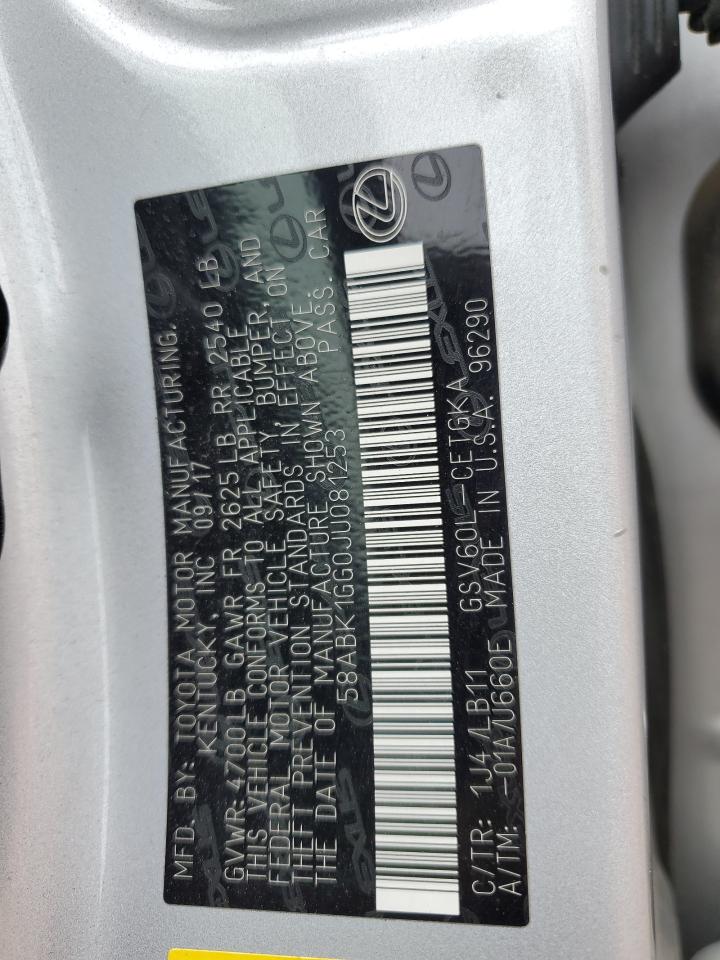 MFD. BY: TOYOTA MOTOR MANUFACTURING,
KENTUCKY, INC 09/17
GVWR 4700LB GAWR FR 2625LB RR 2540 LB
THIS VEHICLE CONFORMS TO ALL APPLICABLE
FEDERAL MOTOR VEHICLE SAFETY, BUMPER, AND
THEFT PREVENTION STANDARDS IN EFFECT ON
THE DATE OF MANUFACTURE SHOWN ABOVE.
58ABK1GG0JU081253 PASS. CAR
C/TR: 1J4 /LB11 GSV60L-CETGKA
A/TM: -01A/U660E MADE IN U.S.A. 96290